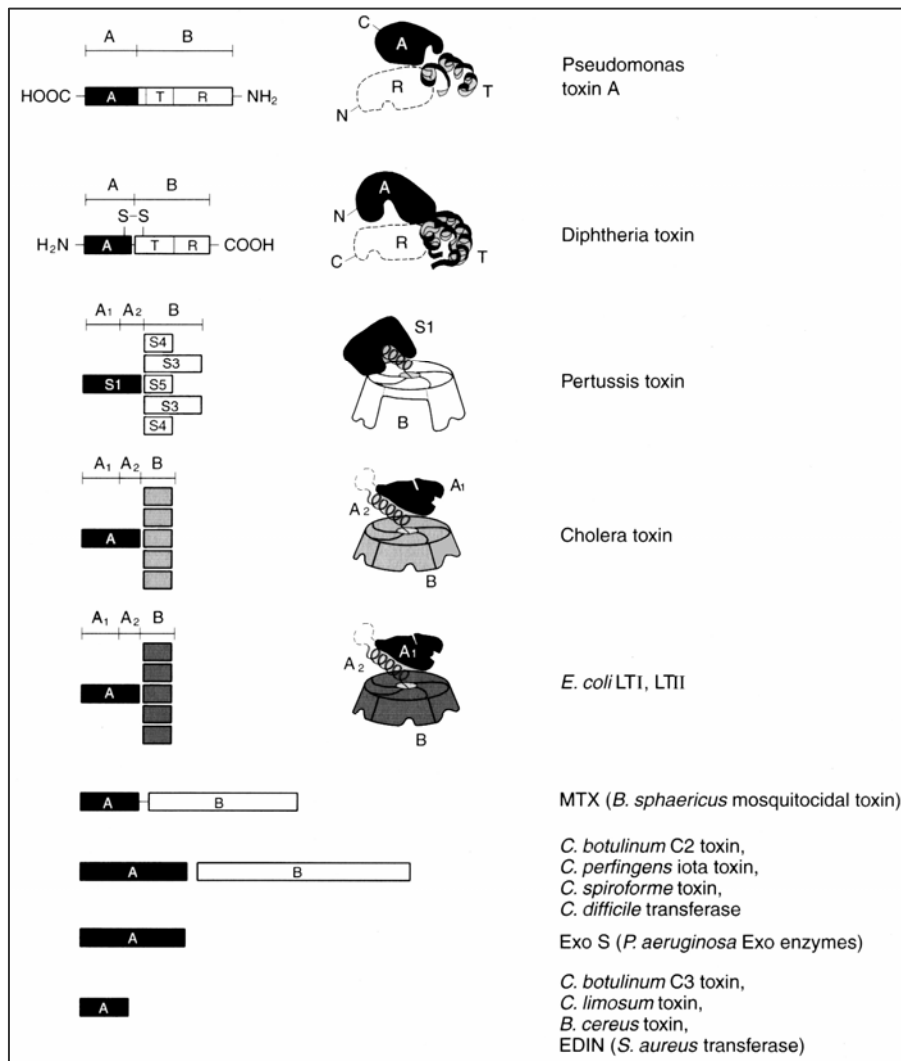 A B
C
A
HOOC A T R NH₂
R
T
N
Pseudomonas
toxin A
A B
S-S
H₂N A T R COOH
A
N
R
C
T
Diphtheria toxin
A₁ A₂ B
S4
S3
S1 S5
S3
S4
S1
B
Pertussis toxin
A₁ A₂ B
A
A₁
A₂
B
Cholera toxin
A₁ A₂ B
A
A₁
A₂
B
E. coli LTI, LTII
A B
MTX (B. sphaericus mosquitocidal toxin)
A B
C. botulinum C2 toxin,
C. perfingens iota toxin,
C. spiroforme toxin,
C. difficile transferase
A
Exo S (P. aeruginosa Exo enzymes)
A
C. botulinum C3 toxin,
C. limosum toxin,
B. cereus toxin,
EDIN (S. aureus transferase)